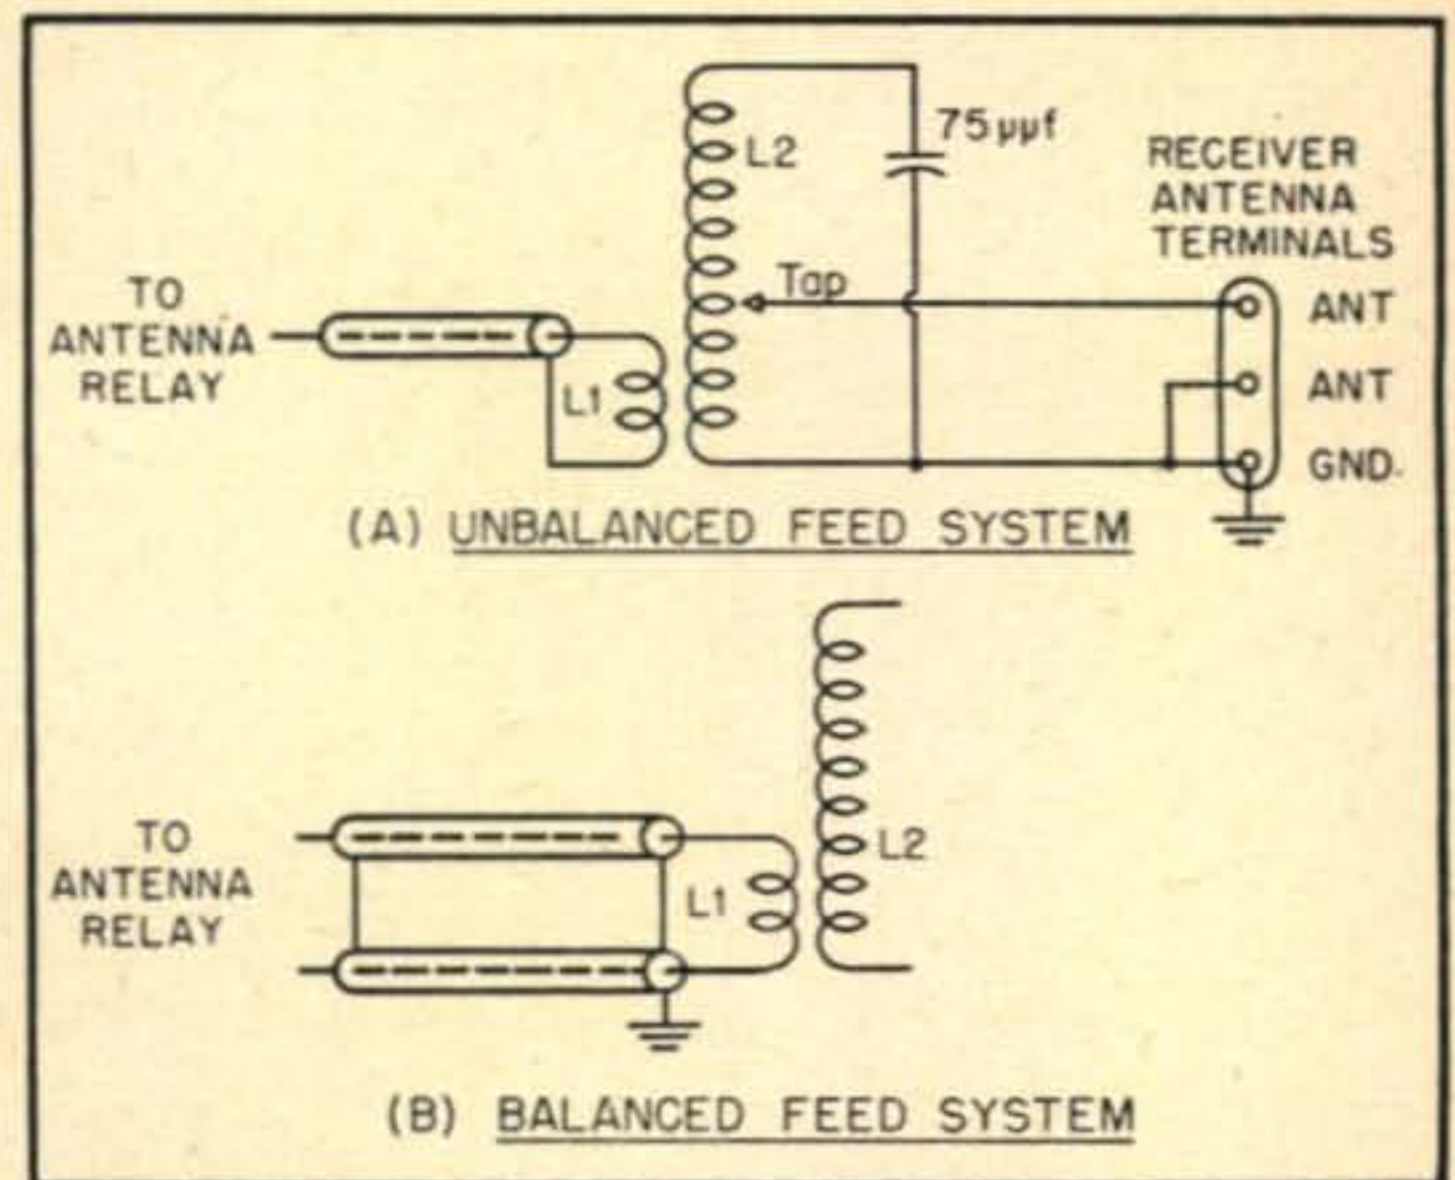 75µµf
L2
RECEIVER
ANTENNA
TERMINALS
Tap
TO
ANTENNA
RELAY
L1
ANT
ANT
GND.
(A) UNBALANCED FEED SYSTEM
TO
ANTENNA
RELAY
L1
L2
(B) BALANCED FEED SYSTEM